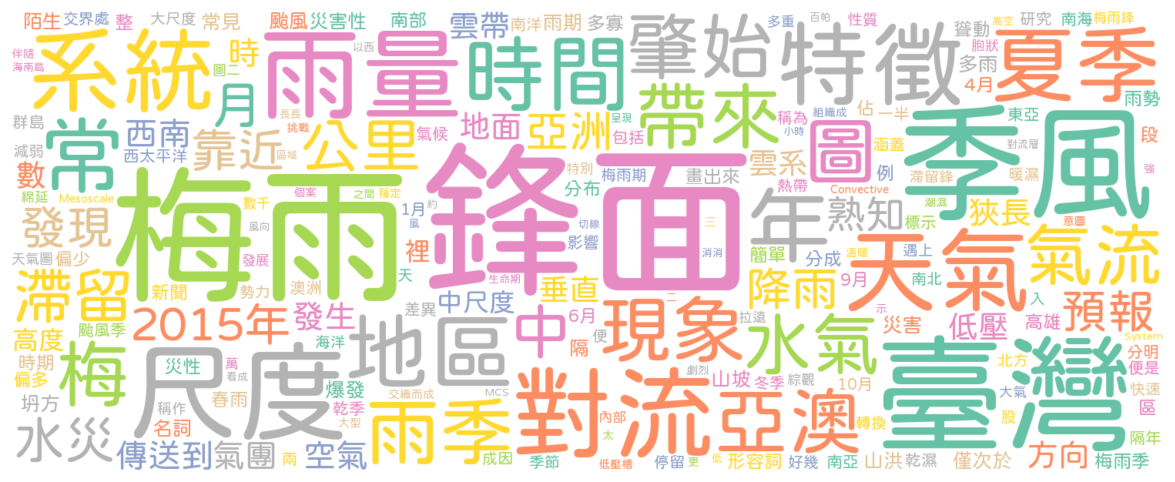 陌生 交界處 整 大尺度 常見 颱風 災害性 南部 雲帶 南洋 雨期 多寡 肇始 特徵 多重 百帕 性質 聳動 高空 研究 南海 梅雨鋒
伴隨 海南島 系統 圖二 時 雨量 以西 時間 胞狀 多雨 4月 夏季 雨勢
群島 月 長長 挑戰 氣候 地面 呈現 亞洲 帶來 稱為 組織成 小時 佔 一半 涵蓋 東亞 段
減弱 常 西南 西太平洋 靠近 公里 區域 包括 圖 例 對流層 季風
數 綿延 Mesoscale 梅雨 個案 數千 之間 穩定 鋒面 特別 分布 梅雨期 畫出來 雲系 熱帶 Convective 滯留鋒 暖濕 強
發現 天氣圖 偏少 風向 發展 1月 約 風 影響 切線 三 年 熟知 潮濕 標示 狹長 意圖
滯留 新聞 勢力 澳洲 天 裡 生命期 垂直 消消 簡單 分成 溫暖 遇上 天氣 氣流
高度 颱風季 2015年 發生 差異 中尺度 6月 二 降雨 9月 南北 入 預報
時期 偏多 梅 災性 萬 看成 尺度 海洋 地區 中 隔 便 現象 拉遠 水氣 示 災害 低壓 高雄 System 分明 便是
坍方 稱作 春雨 交織而成 爆發 乾季 大型 MCS 劇烈 山坡 冬季 綜觀 10月 臺灣 北方 大氣 快速 區
水災 名詞 傳送到 氣團 兩 空氣 雨季 成因 對流 季節 內部 太 低壓槽 更 停留 低 亞澳 形容詞 好幾 轉換 南亞 山洪 乾濕 僅次於 股 方向 隔年 梅雨季